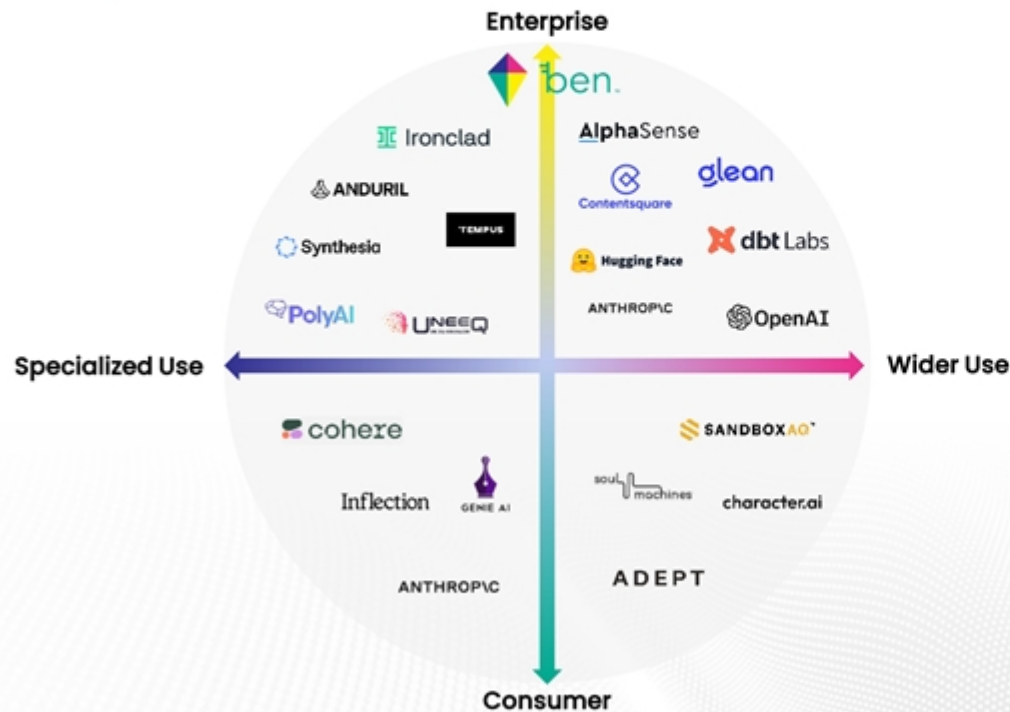 Enterprise
ben.
Ironclad
AlphaSense
glean
Contentsquare
ANDURIL
TEMPUS
dbt Labs
Synthesia
Hugging Face
ANTHROP\C
OpenAI
PolyAI
UNEEQ
Specialized Use
Wider Use
cohere
SANDBOXAQ
soul machines
Inflection
GENIE AI
character.ai
ANTHROP\C
ADEPT
Consumer